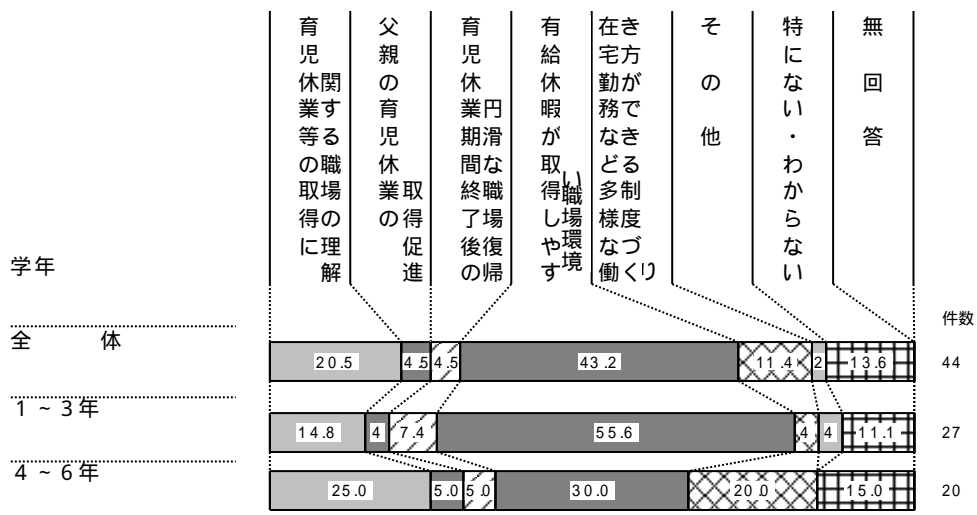 育児休業等の取得に
関する職場の理解
父親の育児休業の
取得促進
育児休業期間終了後の
円滑な職場復帰
有給休暇が取得しやす
い職場環境
在宅勤務など多様な働
き方ができる制度づくり
その他
特にない・わからない
無回答
学年
件数
全 体 20.5 4.5 4.5 43.2 11.4 2 13.6 44
1~3年 14.8 4 7.4 55.6 4 4 11.1 27
4~6年 25.0 5.0 5.0 30.0 20.0 15.0 20